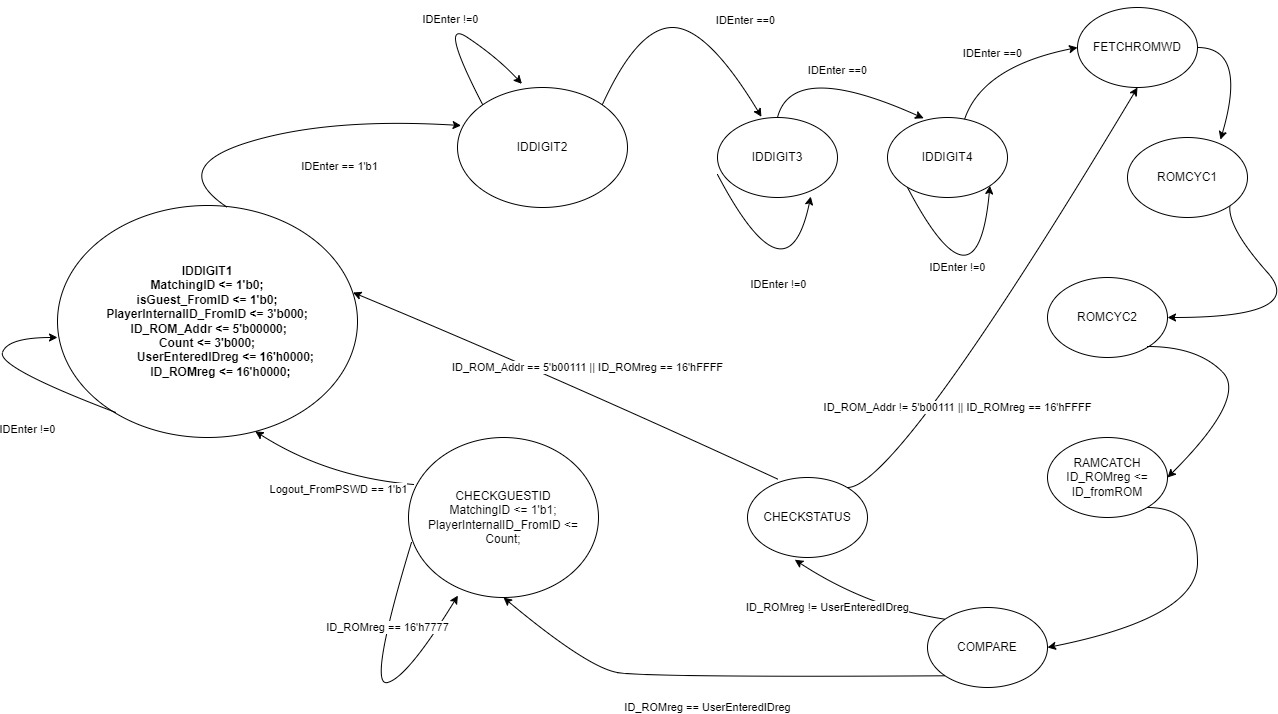 IDEnter !=0
IDEnter ==0
IDEnter ==0
IDEnter ==0
FETCHROMWD
IDDIGIT2
IDDIGIT3
IDDIGIT4
IDEnter == 1'b1
ROMCYC1
IDEnter !=0
IDEnter !=0
IDDIGIT1
MatchingID <= 1'b0;
isGuest_FromID <= 1'b0;
PlayerInternalID_FromID <= 3'b000;
ID_ROM_Addr <= 5'b00000;
Count <= 3'b000;
UserEnteredIDreg <= 16'h0000;
ID_ROMreg <= 16'h0000;
ROMCYC2
ID_ROM_Addr == 5'b00111 || ID_ROMreg == 16'hFFFF
ID_ROM_Addr != 5'b00111 || ID_ROMreg == 16'hFFFF
IDEnter !=0
RAMCATCH
ID_ROMreg <=
ID_fromROM
Logout_FromPSWD == 1'b1
CHECKGUESTID
MatchingID <= 1'b1;
PlayerInternalID_FromID <=
Count;
CHECKSTATUS
ID_ROMreg != UserEnteredIDreg
ID_ROMreg == 16'h7777
COMPARE
ID_ROMreg == UserEnteredIDreg